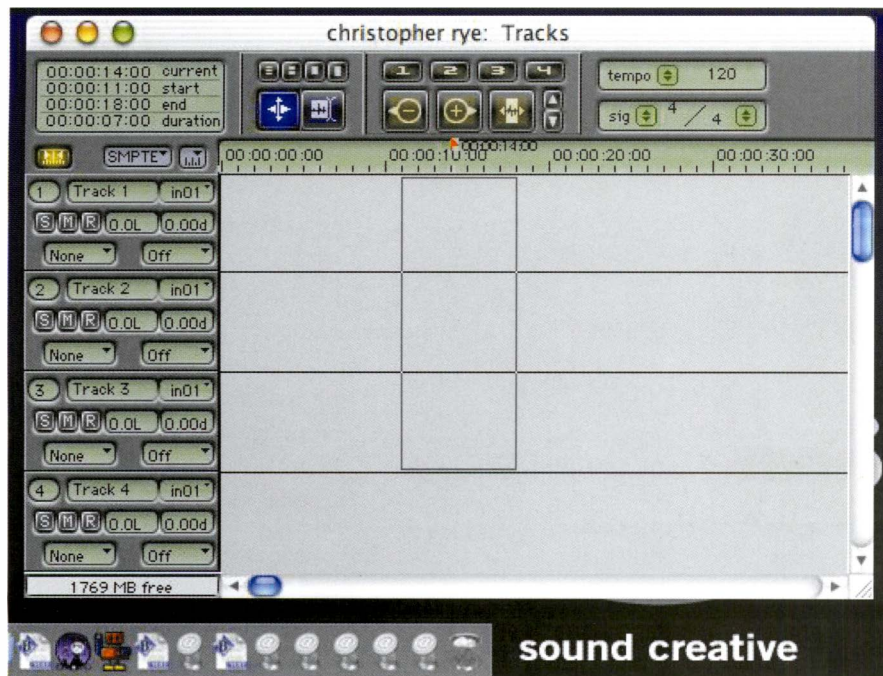 christopher rye: Tracks
00:00:14:00 current
00:00:11:00 start
00:00:18:00 end
00:00:07:00 duration
1 2 3 4
tempo 120
sig 4 / 4
SMPTE
00:00:14:00
00:00:00:00 00:00:10:00 00:00:20:00 00:00:30:00
1 Track 1 in01
S M R 0.0L 0.00d
None Off
2 Track 2 in01
S M R 0.0L 0.00d
None Off
3 Track 3 in01
S M R 0.0L 0.00d
None Off
4 Track 4 in01
S M R 0.0L 0.00d
None Off
1769 MB free
sound creative